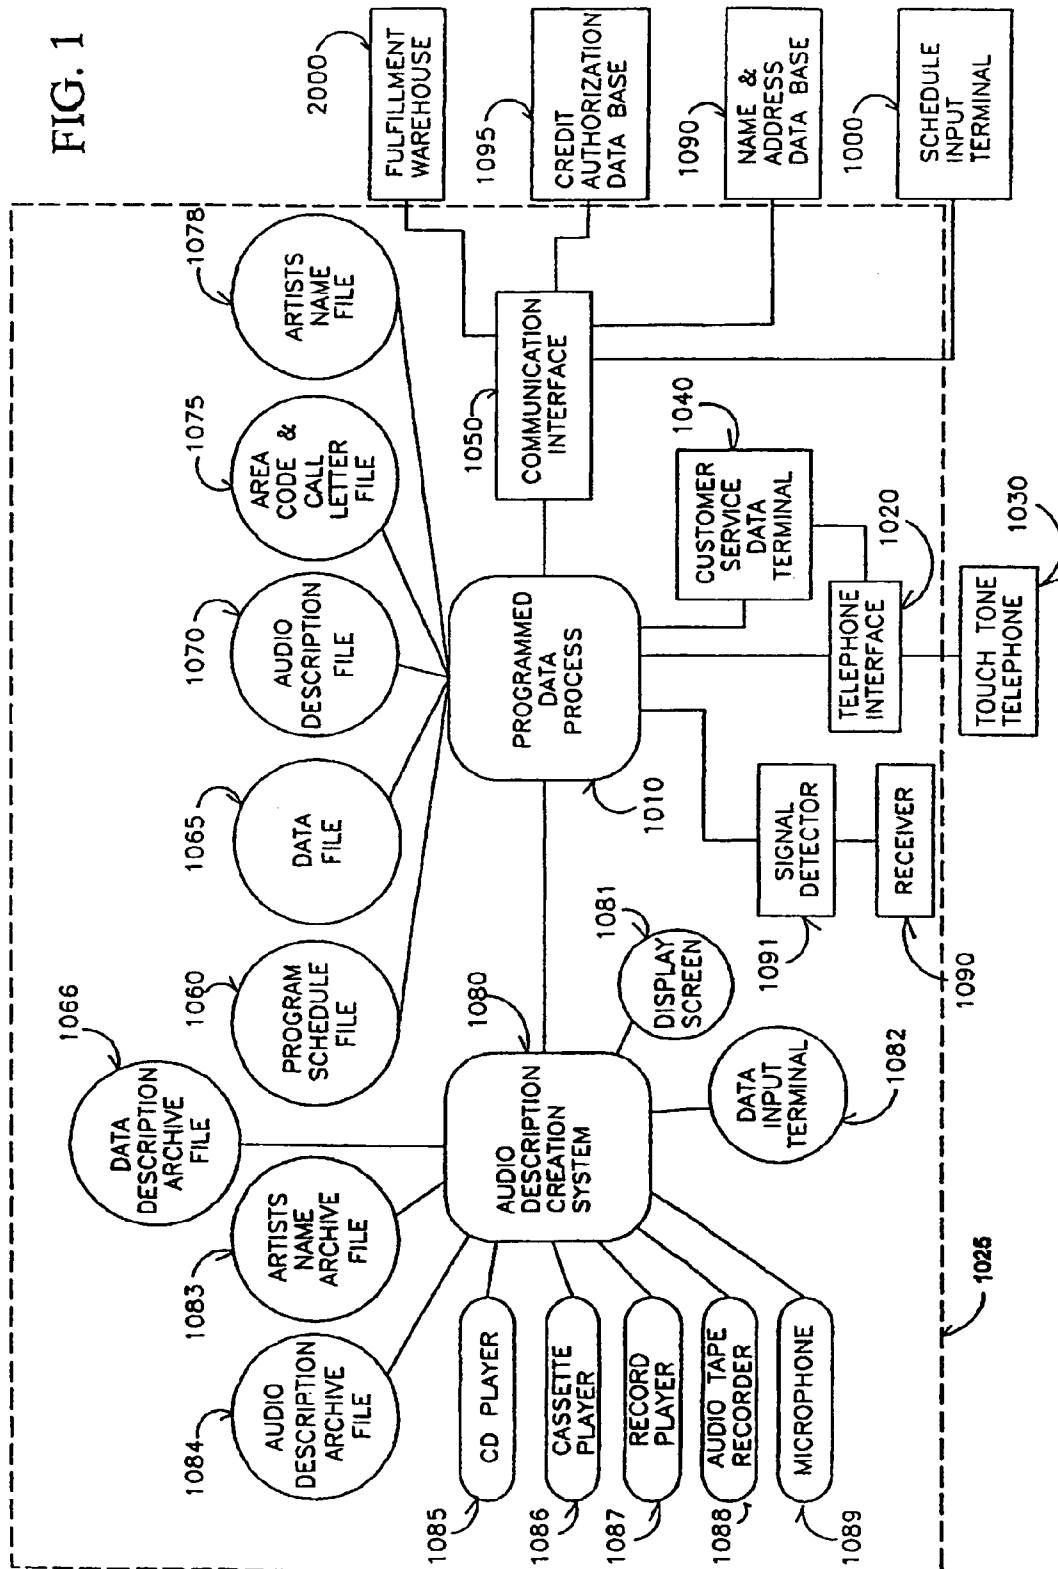 FIG. 1
1066
DATA
DESCRIPTION
ARCHIVE
FILE
1084
AUDIO
DESCRIPTION
ARCHIVE
FILE
1083
ARTISTS
NAME
ARCHIVE
FILE
1060
PROGRAM
SCHEDULE
FILE
1065
DATA
FILE
1070
AUDIO
DESCRIPTION
FILE
1075
AREA
CODE &
CALL
LETTER
FILE
1078
ARTISTS
NAME
FILE
2000
FULFILLMENT
WAREHOUSE
1095
CREDIT
AUTHORIZATION
DATA BASE
1090
NAME &
ADDRESS
DATA BASE
1000
SCHEDULE
INPUT
TERMINAL
1085
CD PLAYER
1086
CASSETTE
PLAYER
1087
RECORD
PLAYER
1088
AUDIO TAPE
RECORDER
1089
MICROPHONE
1080
AUDIO
DESCRIPTION
CREATION
SYSTEM
1081
DISPLAY
SCREEN
1082
DATA
INPUT
TERMINAL
PROGRAMMED
DATA
PROCESS
1010
1050
COMMUNICATION
INTERFACE
1040
CUSTOMER
SERVICE
DATA
TERMINAL
SIGNAL
DETECTOR
1091
RECEIVER
1090
TELEPHONE
INTERFACE
1020
TOUCH TONE
TELEPHONE
1030
1025